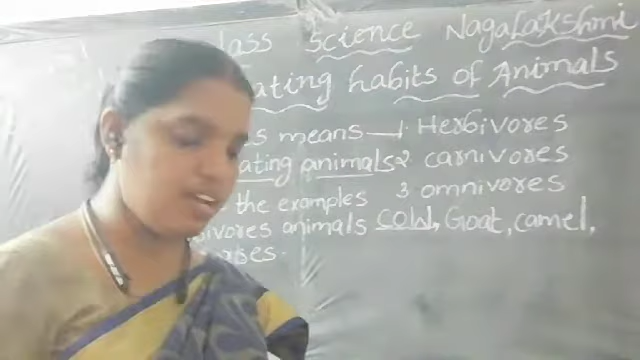 lass science NagaLakshmi
ating habits of Animals
s means 1. Herbivores
ating animals 2 carnivores
the examples 3 omnivores
ivores animals cow, Goat, camel,